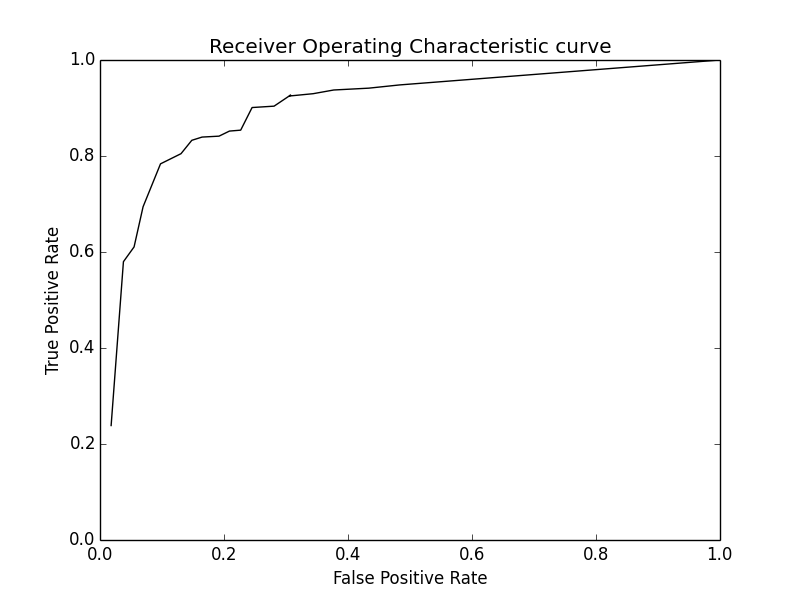 Receiver Operating Characteristic curve
1.0
0.8
0.6
0.4
0.2
0.0
True Positive Rate
0.0 0.2 0.4 0.6 0.8 1.0
False Positive Rate